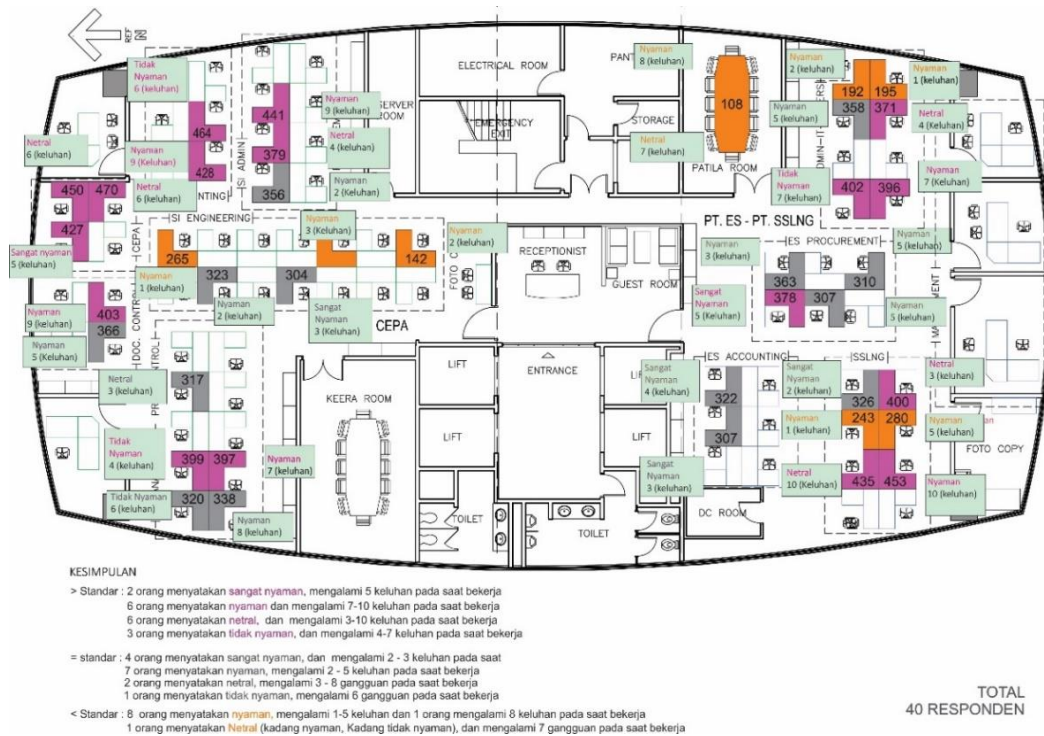 REF N
Tidak
Nyaman
6 (keluhan)
464
428
Nyaman
9 (Keluhan)
Netral
6 (keluhan)
Netral
6 (keluhan)
450
470
427
CEPA
Sangat nyaman
5 (keluhan)
Nyaman
9 (keluhan)
403
366
DOC. CONTROL
Nyaman
5 (Keluhan)
441
379
356
SI ADMIN
Nyaman
9 (keluhan)
Netral
4 (keluhan)
Nyaman
2 (Keluhan)
SERVER
ROOM
ELECTRICAL ROOM
EMERGENCY
EXIT
STORAGE
Nyaman
8 (keluhan)
Netral
7 (keluhan)
108
PATILA ROOM
Nyaman
2 (keluhan)
192
195
358
371
Nyaman
1 (keluhan)
Nyaman
5 (keluhan)
Netral
4 (keluhan)
Tidak
Nyaman
7 (keluhan)
402
396
Nyaman
7 (keluhan)
PT. ES - PT. SSLNG
SI ENGINEERING
Nyaman
3 (Keluhan)
265
323
304
142
Nyaman
1 (keluhan)
Nyaman
2 (keluhan)
Sangat
Nyaman
3 (Keluhan)
CEPA
Nyaman
2 (keluhan)
RECEPTIONIST
GUEST ROOM
Nyaman
3 (keluhan)
ES PROCUREMENT
Nyaman
5 (keluhan)
363
310
378
307
Sangat
Nyaman
5 (Keluhan)
Nyaman
5 (keluhan)
Netral
3 (keluhan)
317
Tidak
Nyaman
4 (keluhan)
399
397
320
338
Tidak Nyaman
6 (keluhan)
Nyaman
8 (keluhan)
Nyaman
7 (keluhan)
KEERA ROOM
LIFT
LIFT
LIFT
LIFT
ENTRANCE
TOILET
TOILET
Sangat
Nyaman
4 (keluhan)
ES ACCOUNTING
322
307
Sangat
Nyaman
3 (keluhan)
DC ROOM
Sangat
Nyaman
2 (keluhan)
SSLNG
326
400
243
280
435
453
Nyaman
1 (keluhan)
Netral
10 (Keluhan)
Netral
3 (keluhan)
Nyaman
5 (keluhan)
FOTO COPY
Nyaman
10 (keluhan)
KESIMPULAN
> Standar : 2 orang menyatakan sangat nyaman, mengalami 5 keluhan pada saat bekerja
6 orang menyatakan nyaman dan mengalami 7-10 keluhan pada saat bekerja
6 orang menyatakan netral, dan mengalami 3-10 keluhan pada saat bekerja
3 orang menyatakan tidak nyaman, dan mengalami 4-7 keluhan pada saat bekerja
= standar : 4 orang menyatakan sangat nyaman, dan mengalami 2 - 3 keluhan pada saat
7 orang menyatakan nyaman, mengalami 2 - 5 keluhan pada saat bekerja
2 orang menyatakan netral, mengalami 3 - 8 gangguan pada saat bekerja
1 orang menyatakan tidak nyaman, mengalami 6 gangguan pada saat bekerja
< Standar : 8 orang menyatakan nyaman, mengalami 1-5 keluhan dan 1 orang mengalami 8 keluhan pada saat bekerja
1 orang menyatakan Netral (kadang nyaman, Kadang tidak nyaman), dan mengalami 7 gangguan pada saat bekerja
TOTAL
40 RESPONDEN